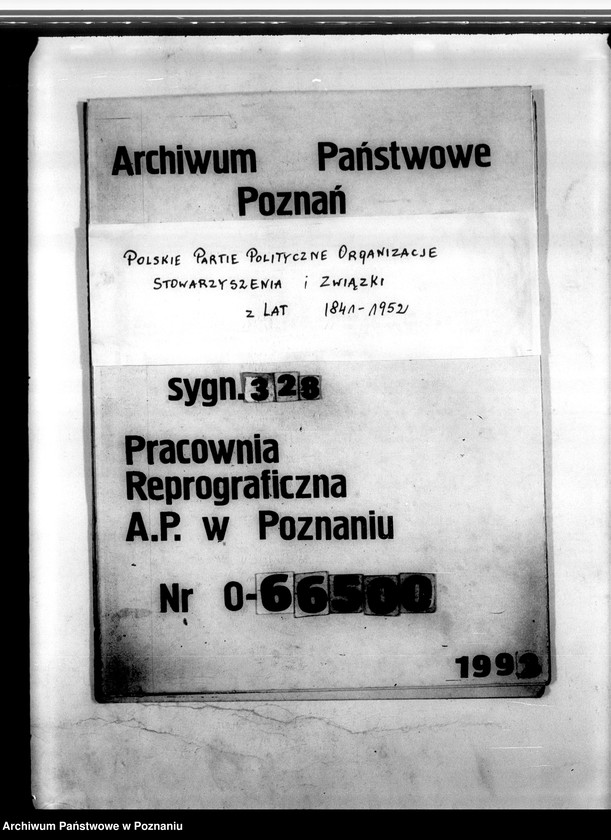 Archiwum Państwowe
Poznań
POLSKIE PARTIE POLITYCZNE ORGANIZACJE
STOWARZYSZENIA i ZWIĄZKI
z LAT 1841-1952
sygn. 328
Pracownia
Reprograficzna
A.P. w Poznaniu
Nr O-66500
1993
Archiwum Państwowe w Poznaniu